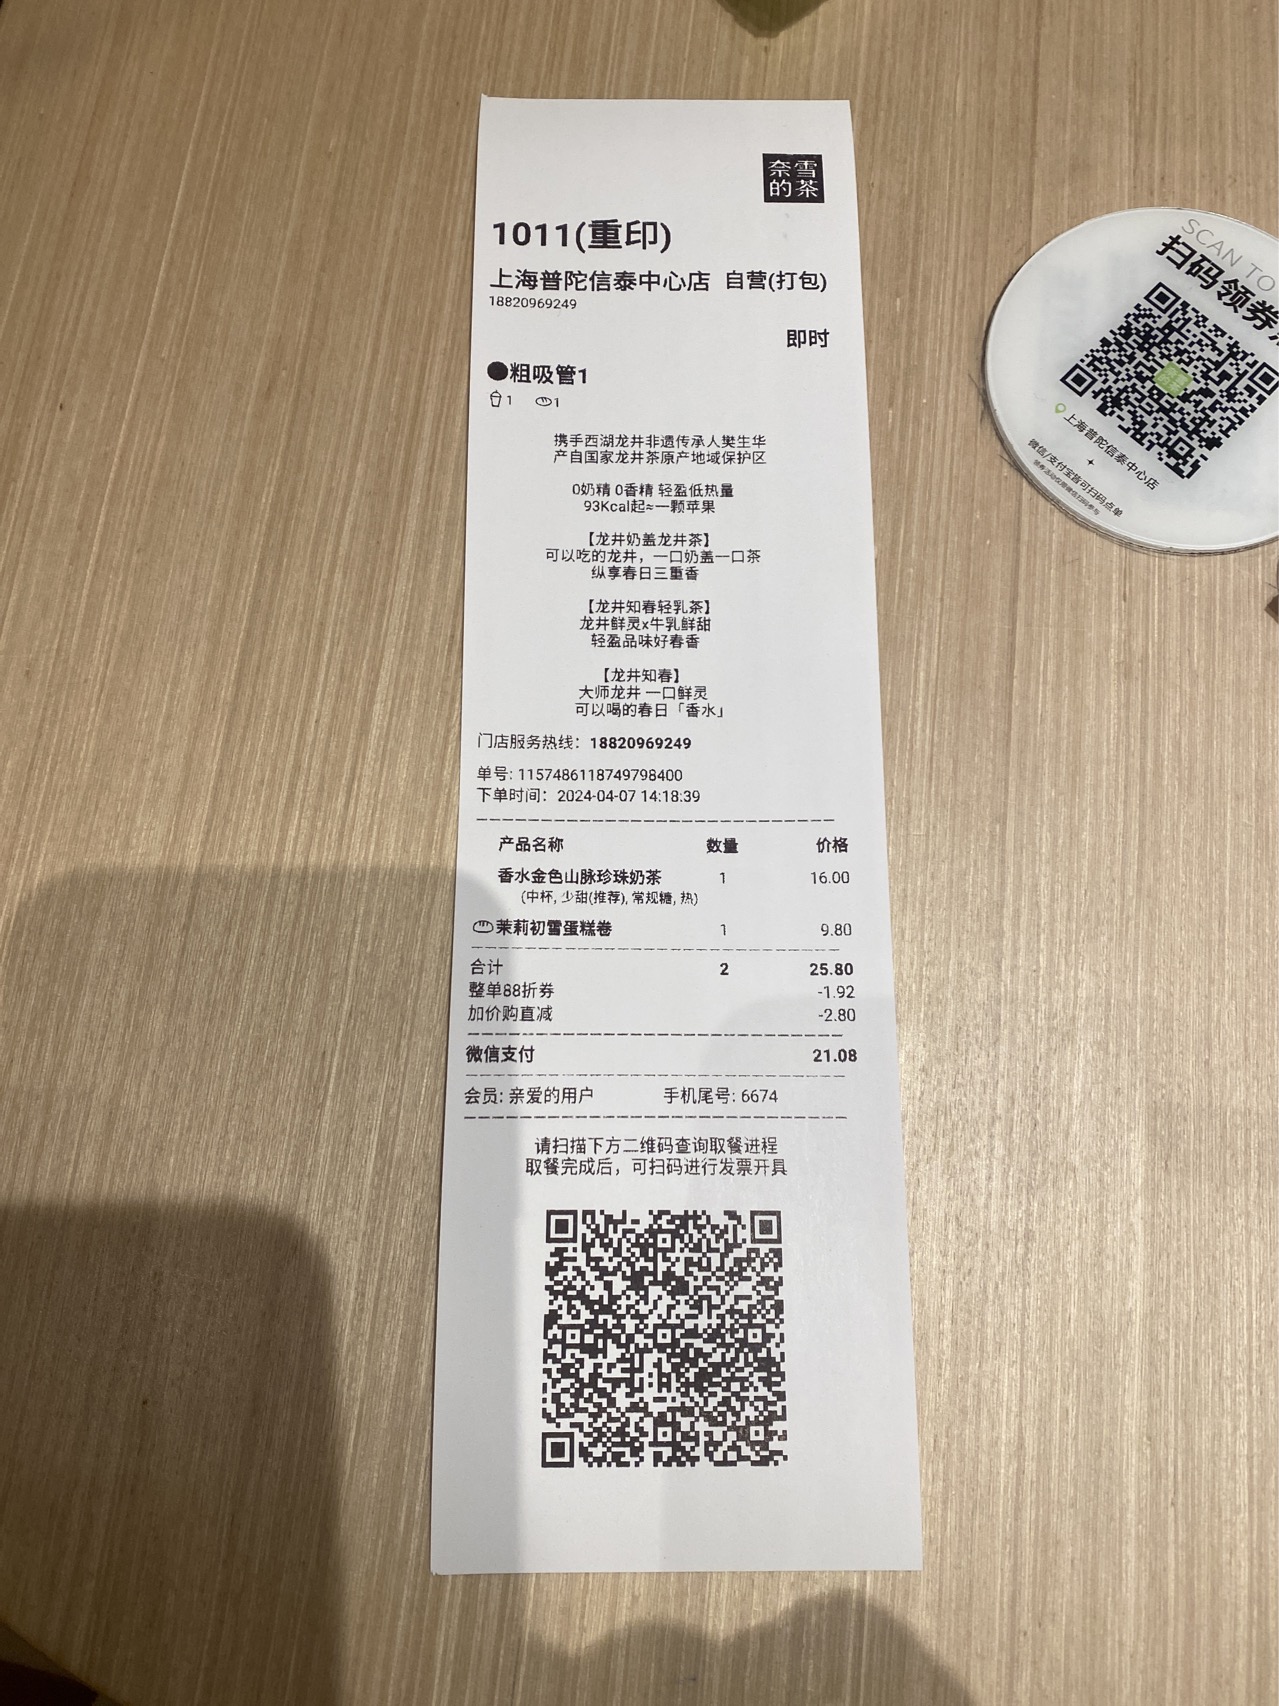 奈雪
的茶
1011(重印)
上海普陀信泰中心店 自营(打包)
18820969249
即时
●粗吸管1
1 1
携手西湖龙井非遗传承人樊生华
产自国家龙井茶原产地域保护区
0奶精 0香精 轻盈低热量
93Kcal起≈一颗苹果
【龙井奶盖龙井茶】
可以吃的龙井，一口奶盖一口茶
纵享春日三重香
【龙井知春轻乳茶】
龙井鲜灵x牛乳鲜甜
轻盈品味好春香
【龙井知春】
大师龙井 一口鲜灵
可以喝的春日「香水」
门店服务热线：18820969249
单号: 1157486118749798400
下单时间：2024-04-07 14:18:39
产品名称 数量 价格
香水金色山脉珍珠奶茶 1 16.00
(中杯, 少甜(推荐), 常规糖, 热)
茉莉初雪蛋糕卷 1 9.80
合计 2 25.80
整单88折券 -1.92
加价购直减 -2.80
微信支付 21.08
会员: 亲爱的用户 手机尾号: 6674
请扫描下方二维码查询取餐进程
取餐完成后，可扫码进行发票开具
SCAN TO
扫码领券
上海普陀信泰中心店
微信/支付宝皆可扫码点单